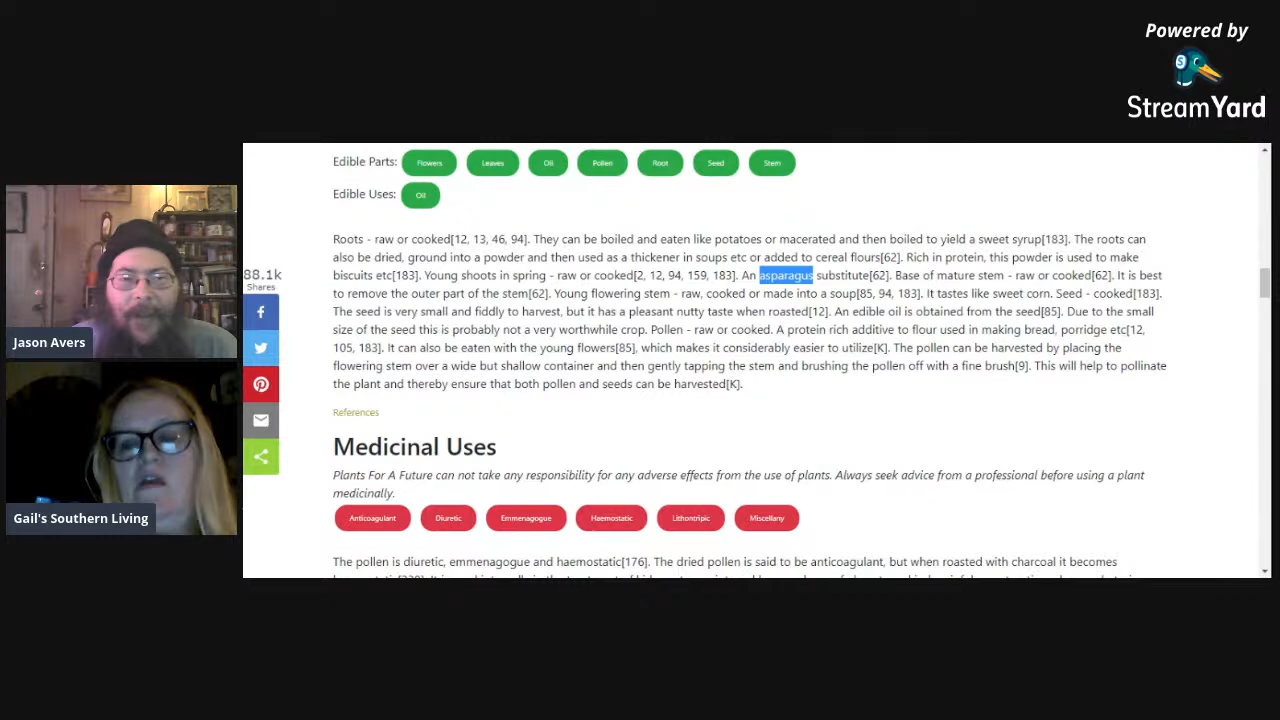 Powered by
StreamYard
Edible Parts: Flowers Leaves Oil Pollen Root Seed Stem
Edible Uses: Oil
Roots - raw or cooked[12, 13, 46, 94]. They can be boiled and eaten like potatoes or macerated and then boiled to yield a sweet syrup[183]. The roots can
also be dried, ground into a powder and then used as a thickener in soups etc or added to cereal flours[62]. Rich in protein, this powder is used to make
biscuits etc[183]. Young shoots in spring - raw or cooked[2, 12, 94, 159, 183]. An asparagus substitute[62]. Base of mature stem - raw or cooked[62]. It is best
to remove the outer part of the stem[62]. Young flowering stem - raw, cooked or made into a soup[85, 94, 183]. It tastes like sweet corn. Seed - cooked[183].
The seed is very small and fiddly to harvest, but it has a pleasant nutty taste when roasted[12]. An edible oil is obtained from the seed[85]. Due to the small
size of the seed this is probably not a very worthwhile crop. Pollen - raw or cooked. A protein rich additive to flour used in making bread, porridge etc[12,
105, 183]. It can also be eaten with the young flowers[85], which makes it considerably easier to utilize[K]. The pollen can be harvested by placing the
flowering stem over a wide but shallow container and then gently tapping the stem and brushing the pollen off with a fine brush[9]. This will help to pollinate
the plant and thereby ensure that both pollen and seeds can be harvested[K].
References
Medicinal Uses
Plants For A Future can not take any responsibility for any adverse effects from the use of plants. Always seek advice from a professional before using a plant
medicinally.
Anticoagulant Diuretic Emmenagogue Haemostatic Lithontripic Miscellany
The pollen is diuretic, emmenagogue and haemostatic[176]. The dried pollen is said to be anticoagulant, but when roasted with charcoal it becomes
88.1k
Shares
Jason Avers
Gail's Southern Living